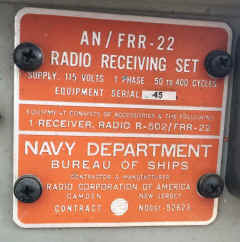 AN/FRR-22
RADIO RECEIVING SET
SUPPLY, 115 VOLTS 1 PHASE 50 to 400 CYCLES
EQUIPMENT SERIAL 45
EQUIPMENT CONSISTS OF ACCESSORIES & THE FOLLOWING
1 RECEIVER, RADIO R-502/FRR-22
NAVY DEPARTMENT
BUREAU OF SHIPS
CONTRACTOR & MANUFACTURER
RADIO CORPORATION OF AMERICA
CAMDEN NEW JERSEY
CONTRACT NObsr-52623